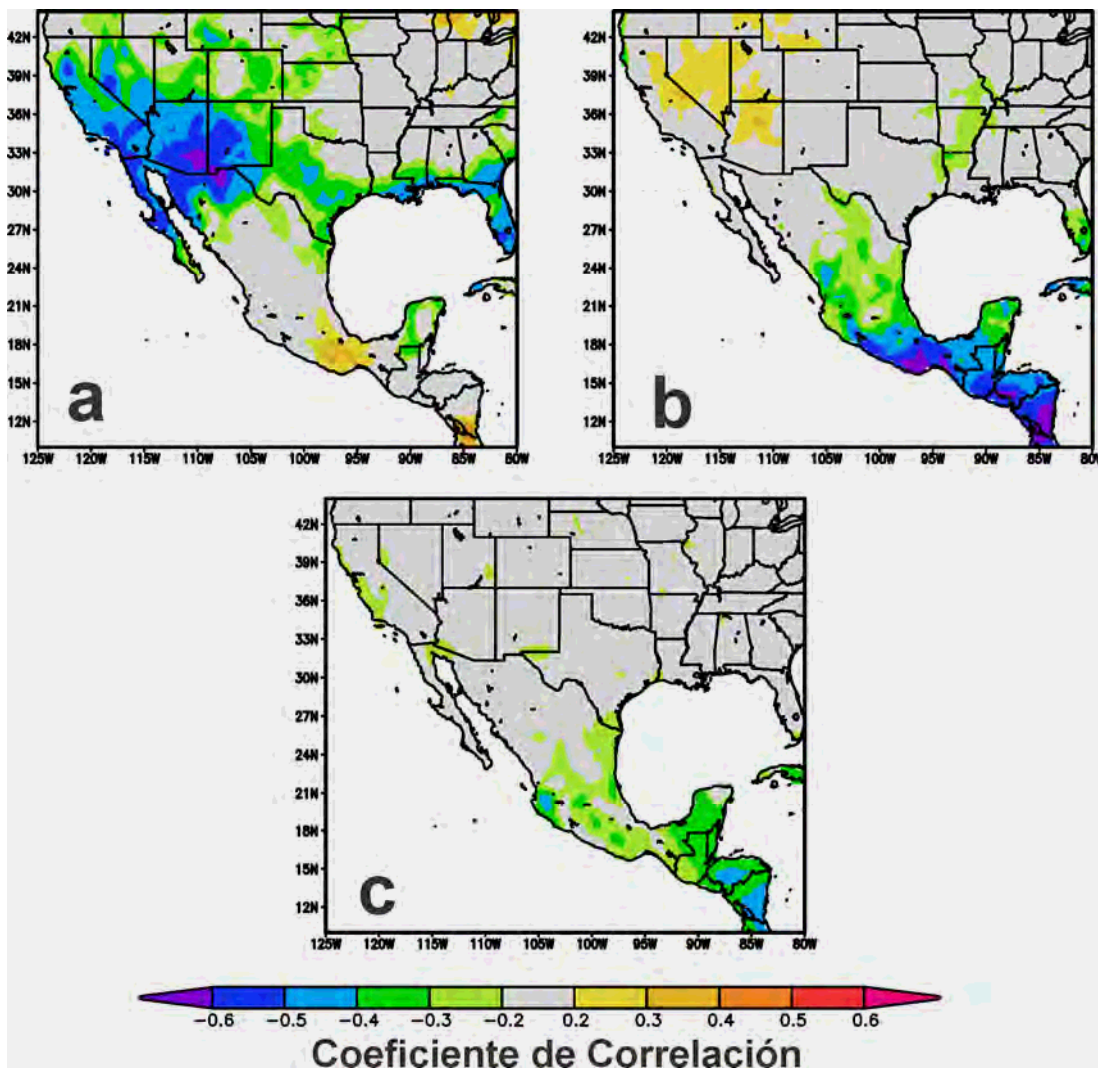 42N
39N
36N
33N
30N
27N
24N
21N
18N
15N
12N
a
125W 120W 115W 110W 105W 100W 95W 90W 85W 80W
42N
39N
36N
33N
30N
27N
24N
21N
18N
15N
12N
b
125W 120W 115W 110W 105W 100W 95W 90W 85W 80W
42N
39N
36N
33N
30N
27N
24N
21N
18N
15N
12N
c
125W 120W 115W 110W 105W 100W 95W 90W 85W 80W
−0.6 −0.5 −0.4 −0.3 −0.2 0.2 0.3 0.4 0.5 0.6
Coeficiente de Correlación